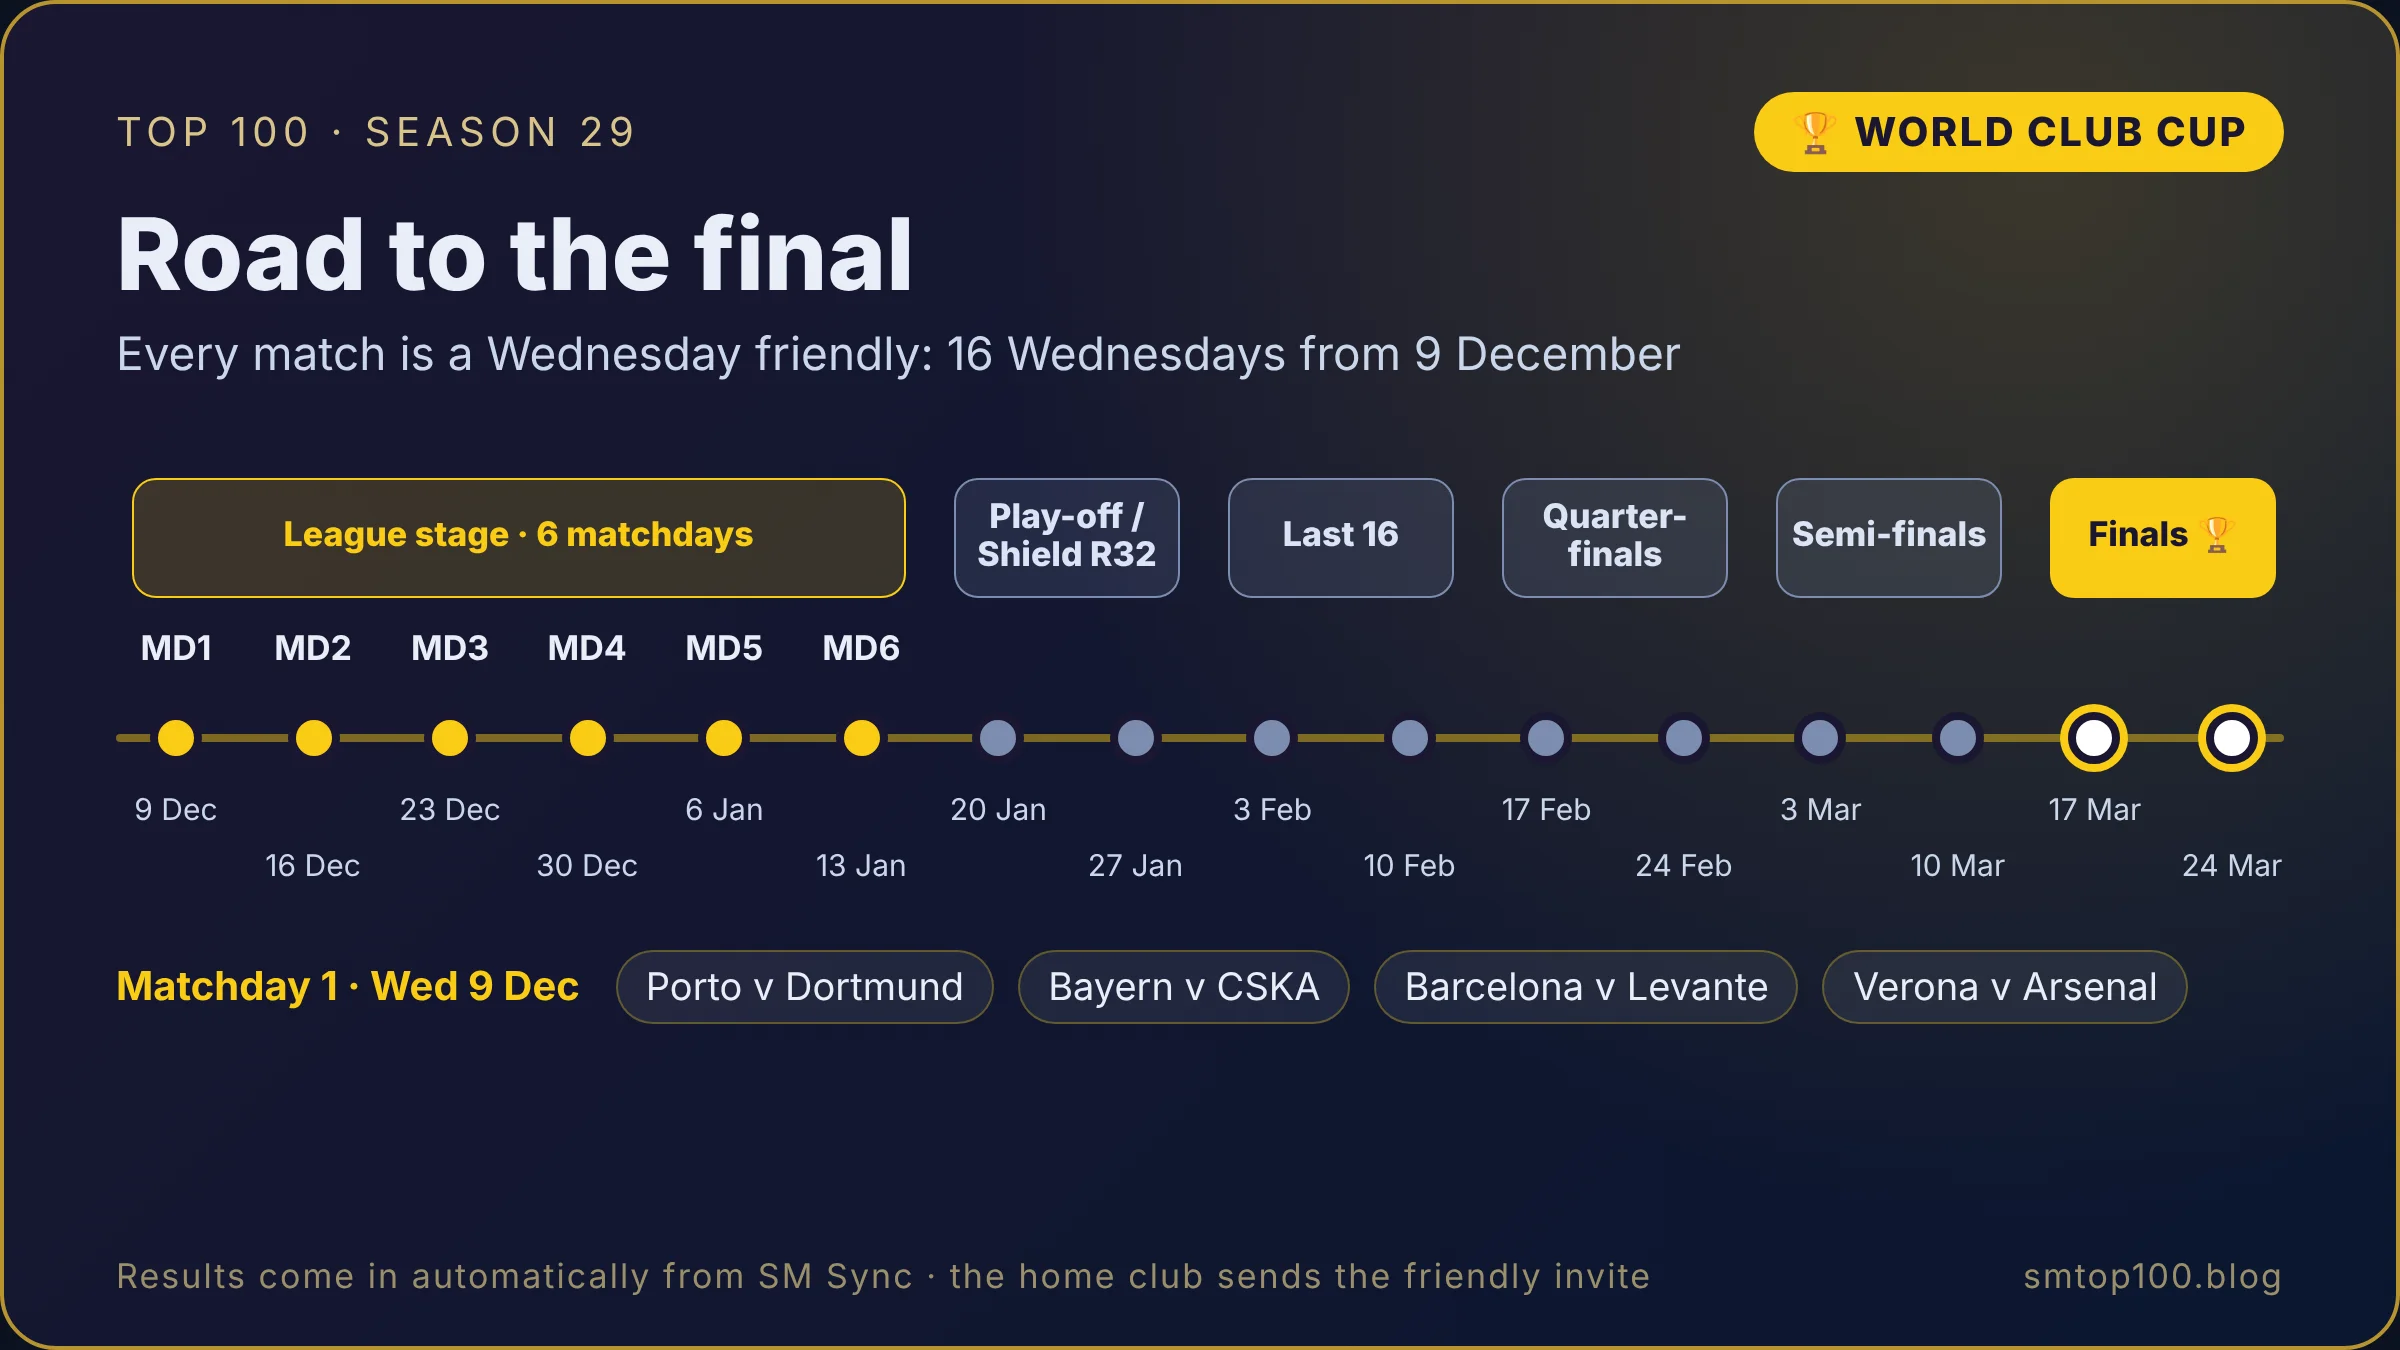 TOP 100 · SEASON 29
🏆 WORLD CLUB CUP
Road to the final
Every match is a Wednesday friendly: 16 Wednesdays from 9 December
League stage · 6 matchdays
Play-off /
Shield R32
Last 16
Quarter-
finals
Semi-finals
Finals 🏆
MD1 MD2 MD3 MD4 MD5 MD6
9 Dec 23 Dec 6 Jan 20 Jan 3 Feb 17 Feb 3 Mar 17 Mar
16 Dec 30 Dec 13 Jan 27 Jan 10 Feb 24 Feb 10 Mar 24 Mar
Matchday 1 · Wed 9 Dec Porto v Dortmund Bayern v CSKA Barcelona v Levante Verona v Arsenal
Results come in automatically from SM Sync · the home club sends the friendly invite
smtop100.blog